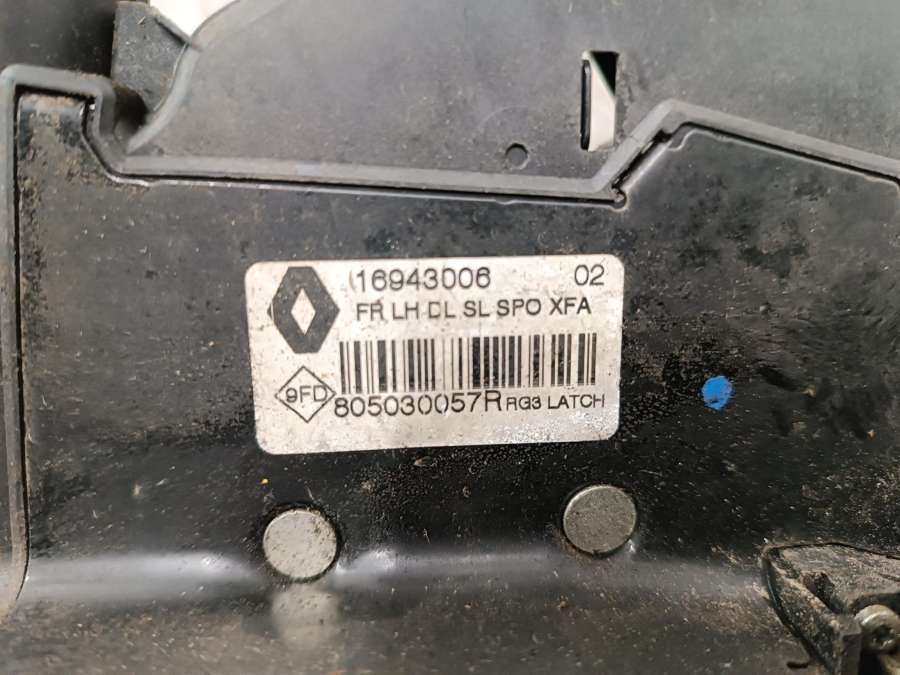 16943006 02
FR LH DL SL SPO XFA
9FD
805030057R RG3 LATCH